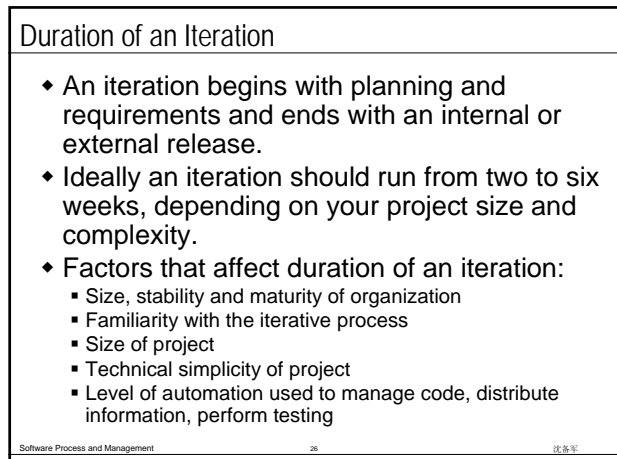 Duration of an Iteration
◆ An iteration begins with planning and
requirements and ends with an internal or
external release.
◆ Ideally an iteration should run from two to six
weeks, depending on your project size and
complexity.
◆ Factors that affect duration of an iteration:
▪ Size, stability and maturity of organization
▪ Familiarity with the iterative process
▪ Size of project
▪ Technical simplicity of project
▪ Level of automation used to manage code, distribute
information, perform testing
Software Process and Management 26 沈备军